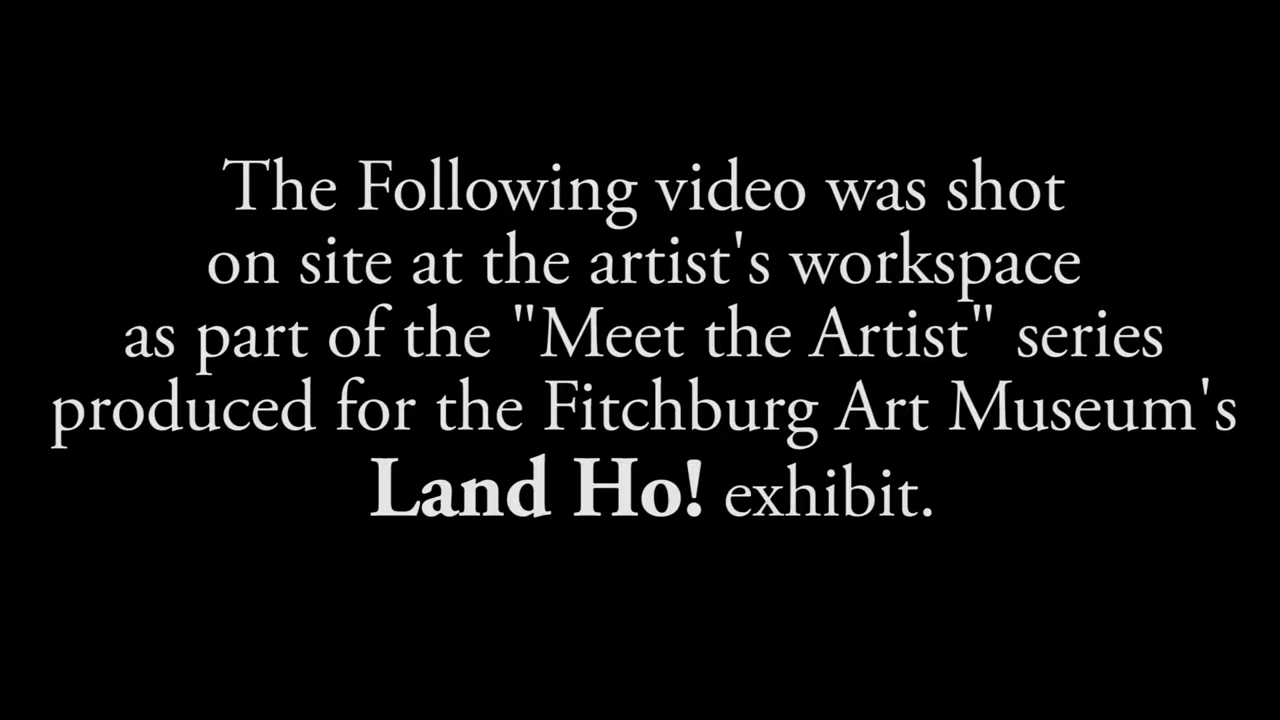 The Following video was shot
on site at the artist's workspace
as part of the "Meet the Artist" series
produced for the Fitchburg Art Museum's
Land Ho! exhibit.